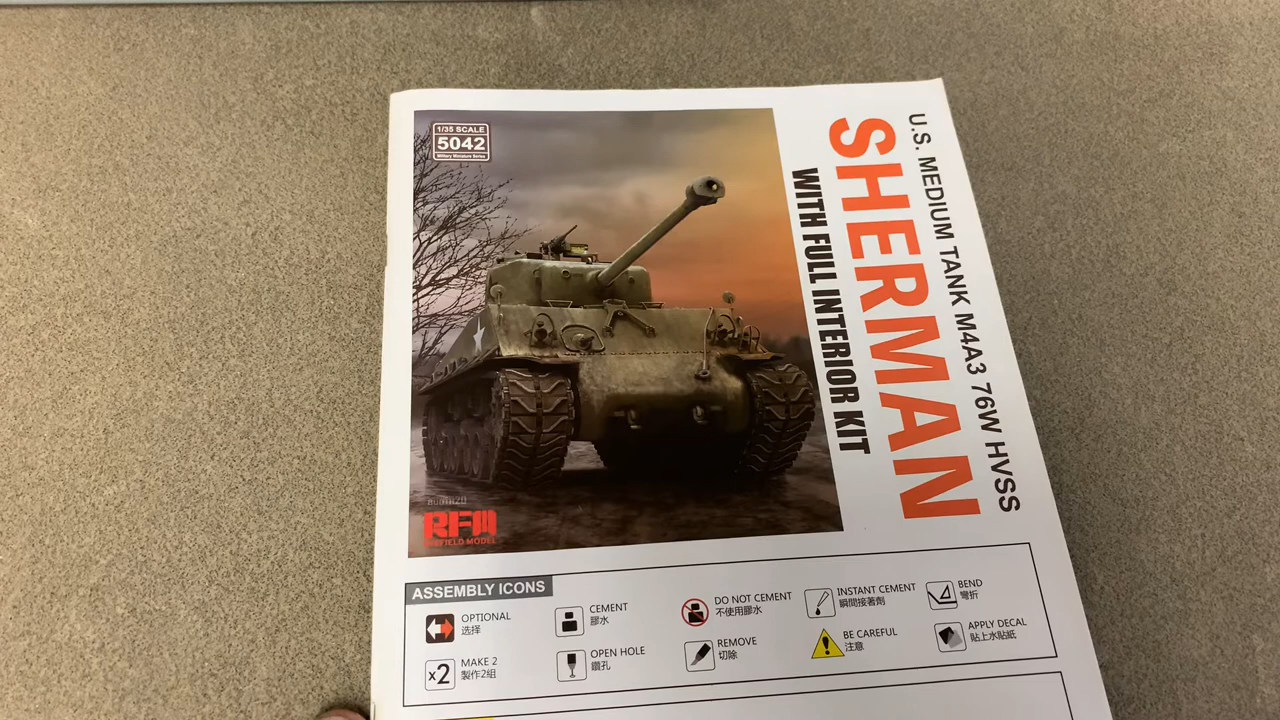 1/35 SCALE
5042
Military Miniature Series
U.S. MEDIUM TANK M4A3 76W HVSS
SHERMAN
WITH FULL INTERIOR KIT
RFM
RYEFIELD MODEL
ASSEMBLY ICONS
OPTIONAL
选择
CEMENT
膠水
DO NOT CEMENT
不使用膠水
INSTANT CEMENT
瞬間接著劑
BEND
彎折
x2
MAKE 2
製作2組
OPEN HOLE
鑽孔
REMOVE
切除
BE CAREFUL
注意
APPLY DECAL
貼上水貼紙